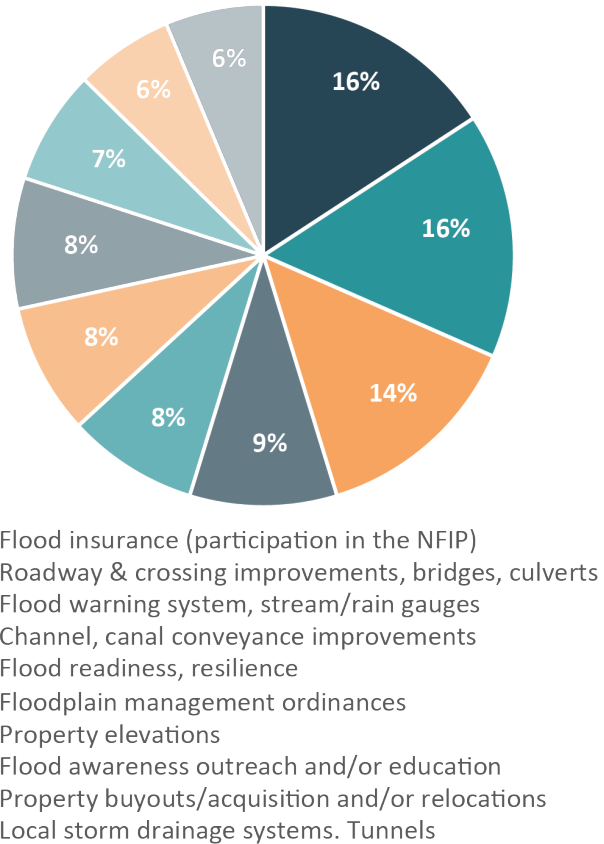 6%
16%
6%
7%
16%
8%
8%
14%
8%
9%
Flood insurance (participation in the NFIP)
Roadway & crossing improvements, bridges, culverts
Flood warning system, stream/rain gauges
Channel, canal conveyance improvements
Flood readiness, resilience
Floodplain management ordinances
Property elevations
Flood awareness outreach and/or education
Property buyouts/acquisition and/or relocations
Local storm drainage systems. Tunnels